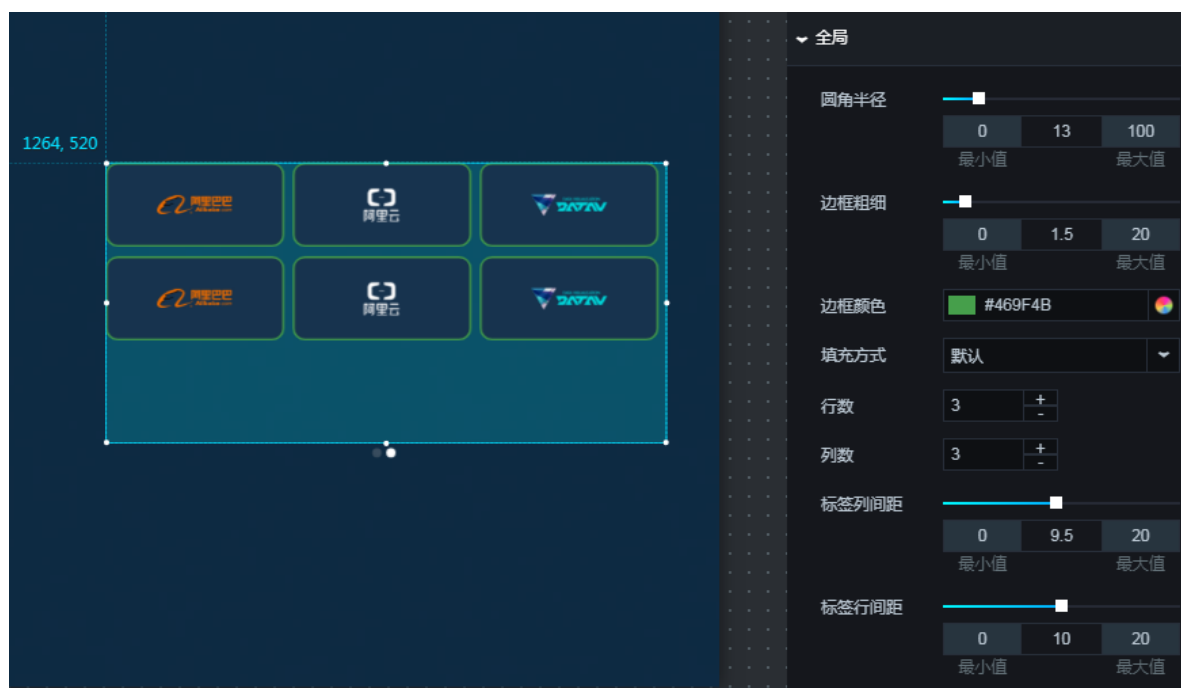 全局
圆角半径
0 13 100
最小值 最大值
1264, 520
阿里巴巴 阿里云 DATAV
边框粗细
0 1.5 20
最小值 最大值
阿里巴巴 阿里云 DATAV
边框颜色 #469F4B
填充方式 默认
行数 3 + -
列数 3 + -
标签列间距
0 9.5 20
最小值 最大值
标签行间距
0 10 20
最小值 最大值